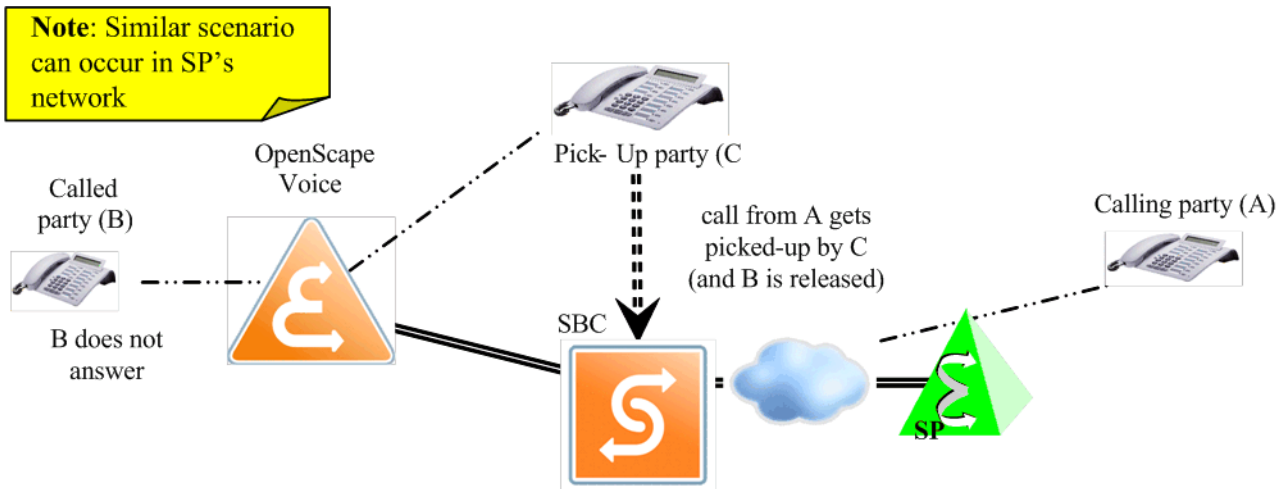 Note: Similar scenario
can occur in SP's
network
OpenScape
Voice
Pick- Up party (C
Called
party (B)
B does not
answer
call from A gets
picked-up by C
(and B is released)
Calling party (A)
SBC
SP